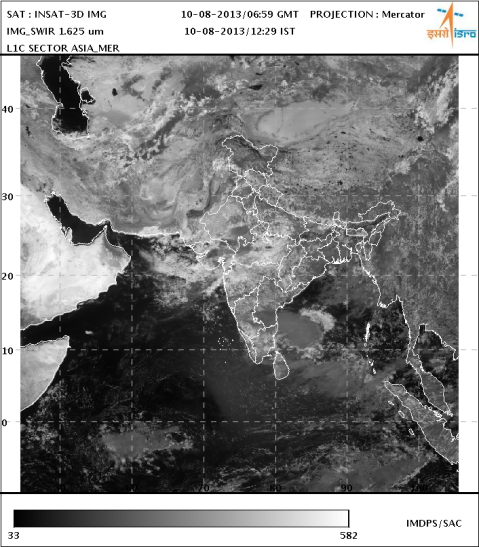 SAT : INSAT-3D IMG 10-08-2013/06:59 GMT PROJECTION : Mercator
IMG_SWIR 1.625 um 10-08-2013/12:29 IST
L1C SECTOR ASIA_MER
इसरो isro
40
30
20
10
0
70 90
33 582
IMDPS/SAC